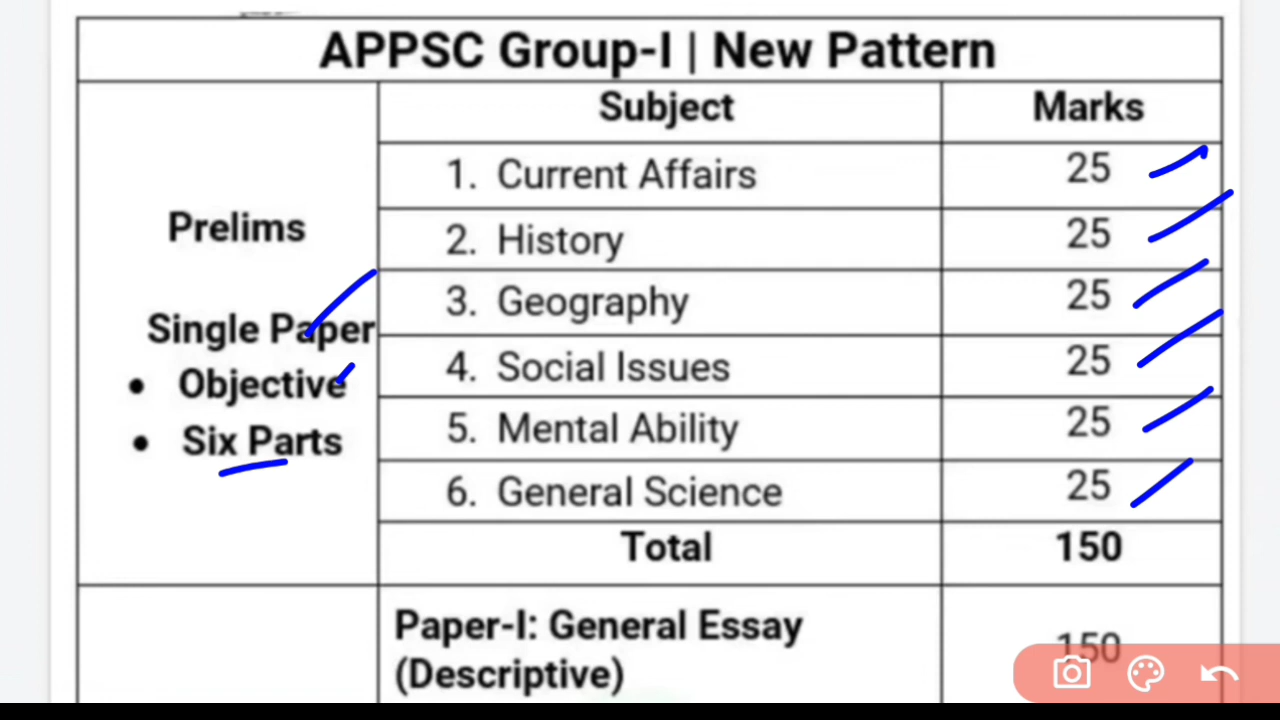 APPSC Group-I | New Pattern
Subject Marks
1. Current Affairs 25
2. History 25
3. Geography 25
4. Social Issues 25
5. Mental Ability 25
6. General Science 25
Total 150
Prelims
Single Paper
• Objective
• Six Parts
Paper-I: General Essay
(Descriptive)
150